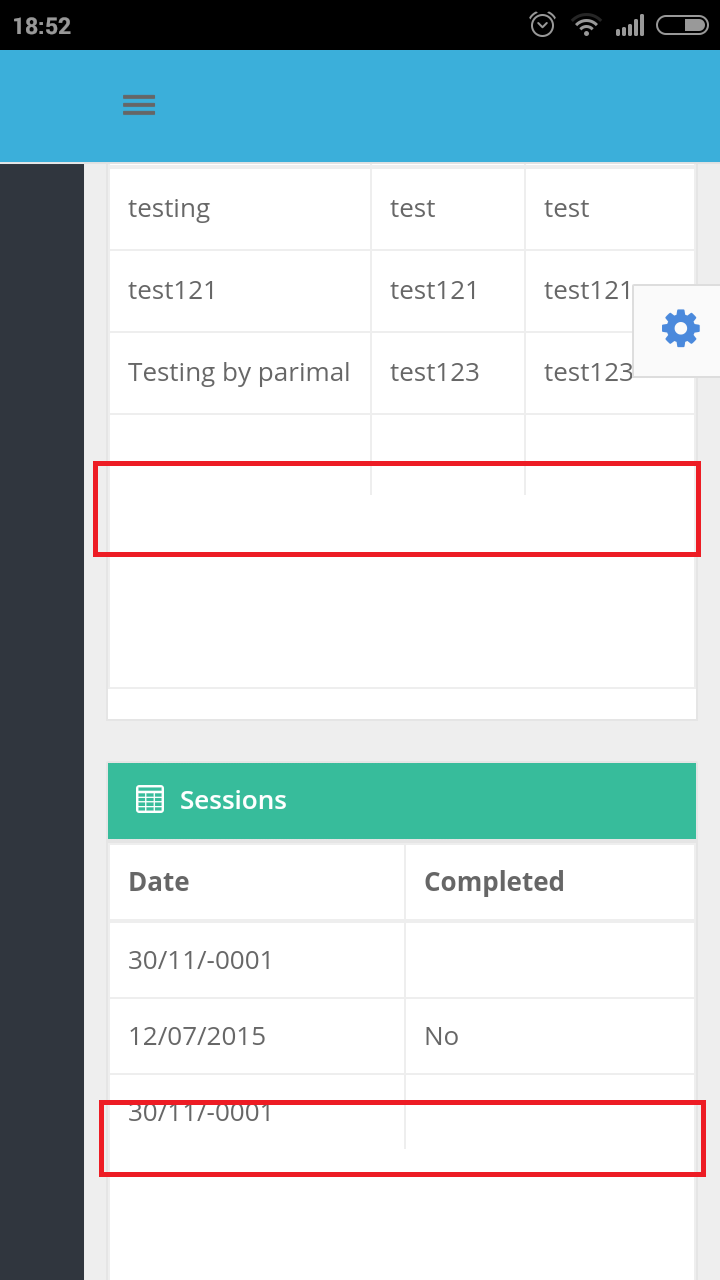 18:52
testing test test
test121 test121 test121
Testing by parimal test123 test123
Sessions
Date Completed
30/11/-0001
12/07/2015 No
30/11/-0001